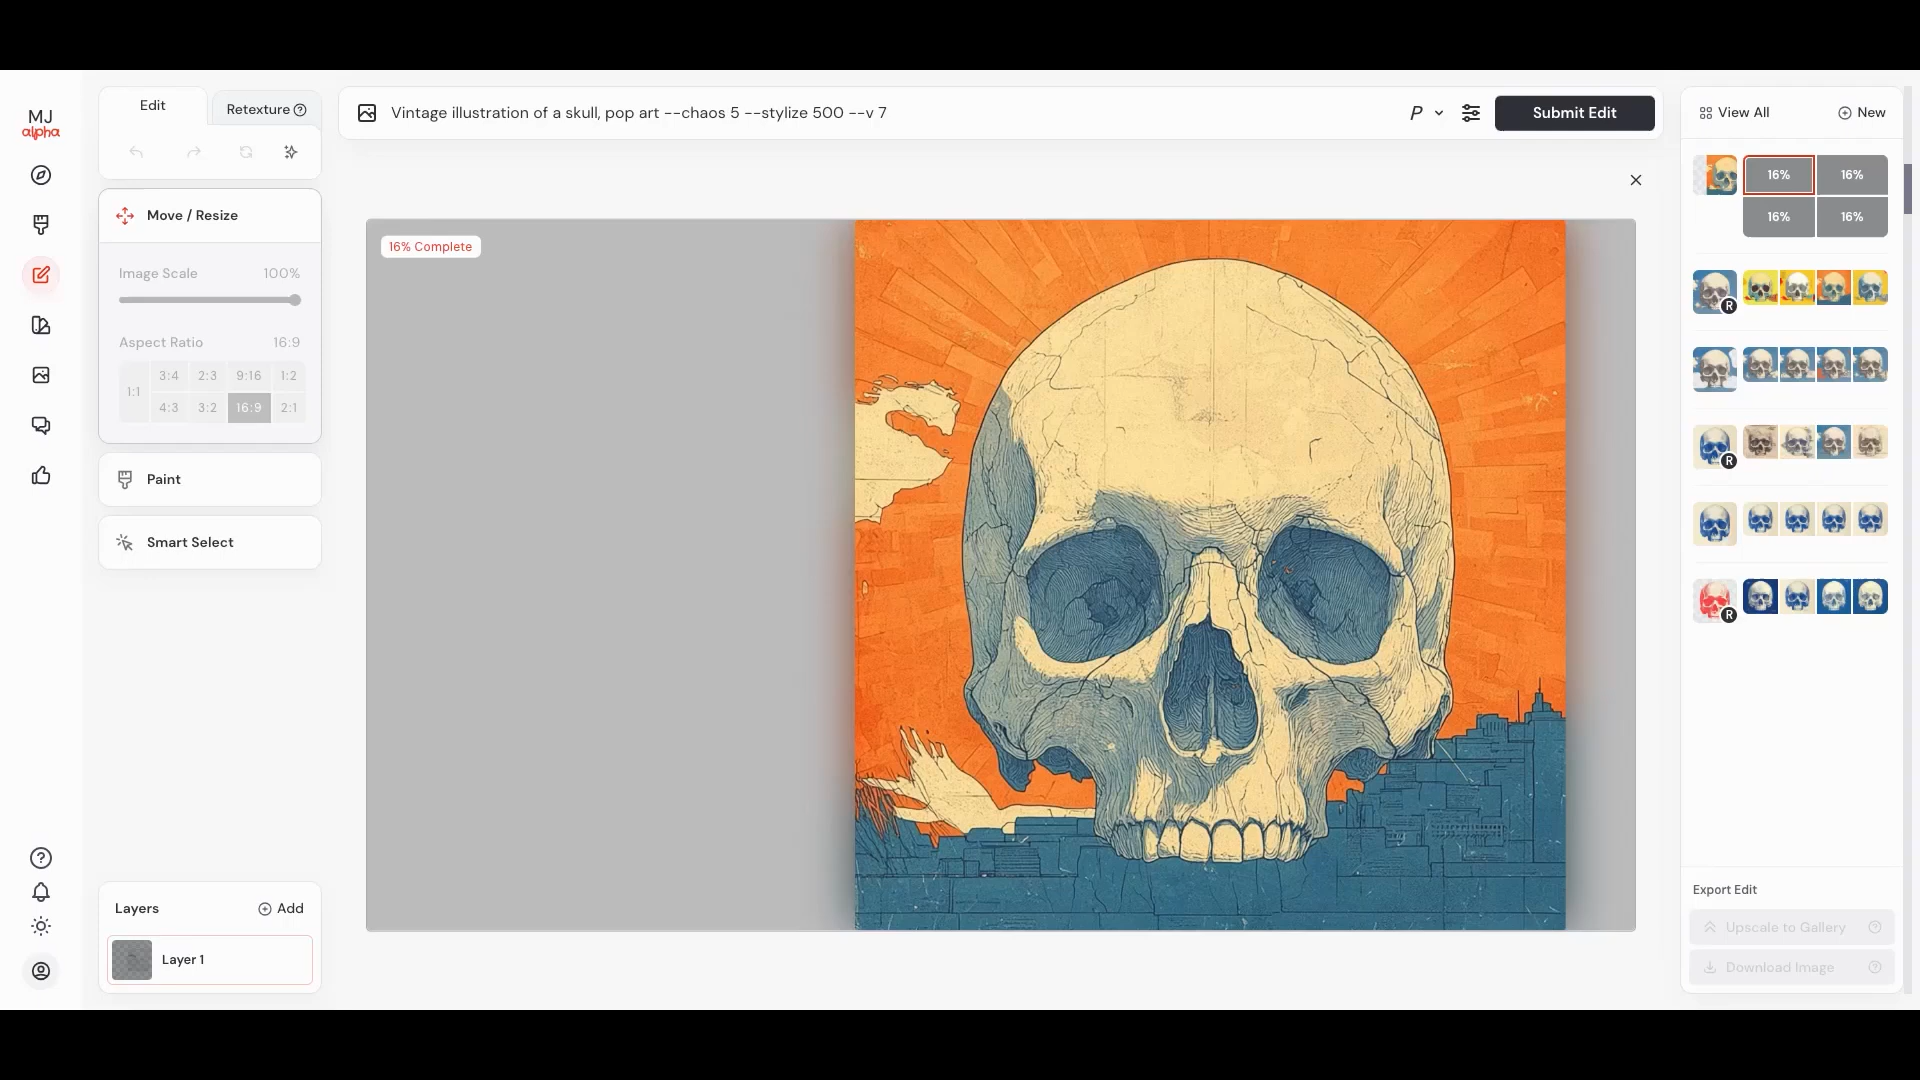 MJ
alpha
Edit
Retexture
Vintage illustration of a skull, pop art --chaos 5 --stylize 500 --v 7
P
Submit Edit
View All
New
Move / Resize
Image Scale 100%
Aspect Ratio 16:9
1:1
3:4 2:3 9:16 1:2
4:3 3:2 16:9 2:1
Paint
Smart Select
Layers
Add
Layer 1
16% Complete
16% 16%
16% 16%
R
R
R
Export Edit
Upscale to Gallery
Download Image